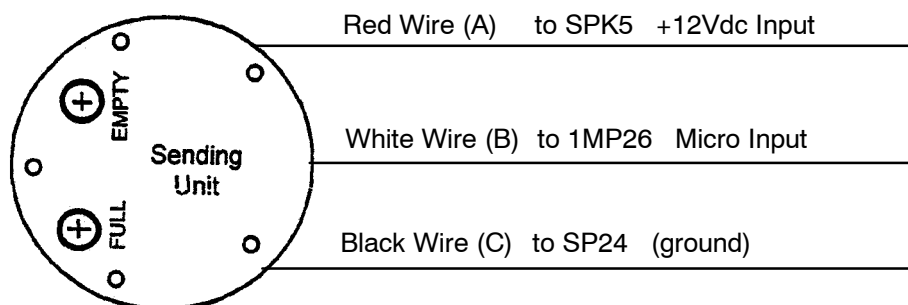 Red Wire (A) to SPK5 +12Vdc Input
EMPTY
White Wire (B) to 1MP26 Micro Input
Sending
Unit
FULL
Black Wire (C) to SP24 (ground)